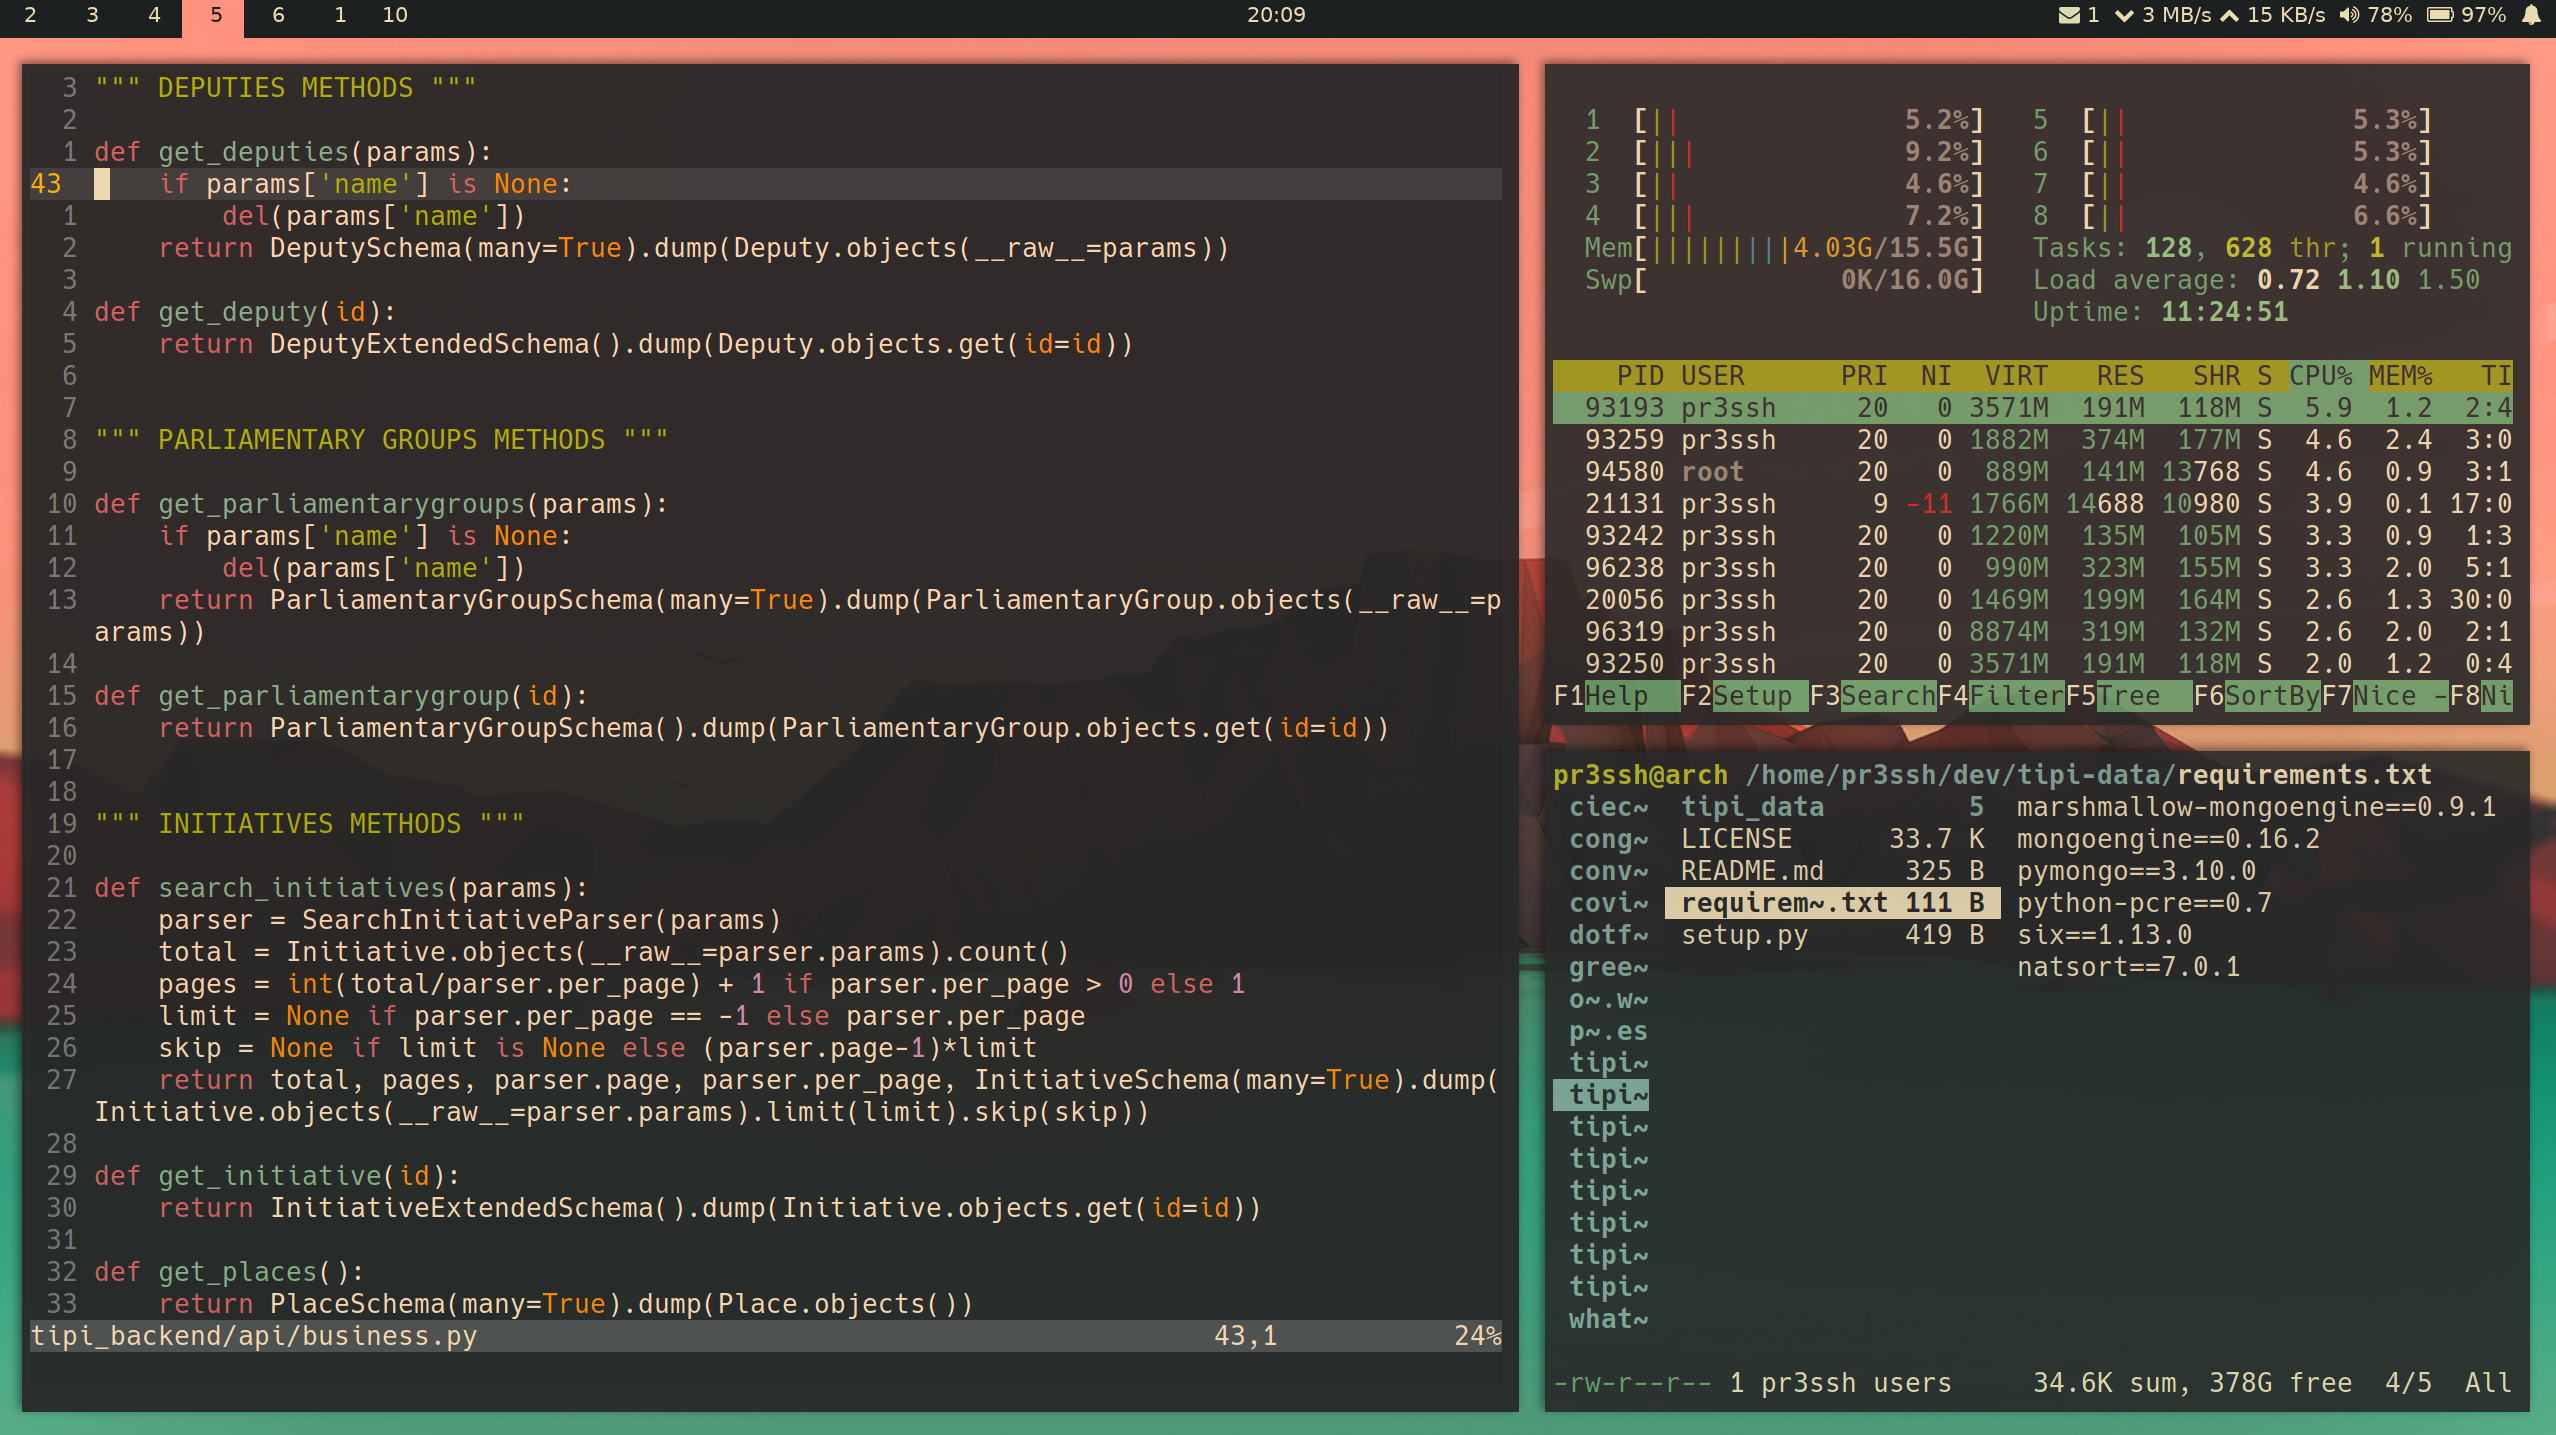 2 3 4 5 6 1 10
20:09
1 3 MB/s 15 KB/s 78% 97%
3 """ DEPUTIES METHODS """
2
1 def get_deputies(params):
43     if params['name'] is None:
1         del(params['name'])
2     return DeputySchema(many=True).dump(Deputy.objects(__raw__=params))
3
4 def get_deputy(id):
5     return DeputyExtendedSchema().dump(Deputy.objects.get(id=id))
6
7
8 """ PARLIAMENTARY GROUPS METHODS """
9
10 def get_parliamentarygroups(params):
11     if params['name'] is None:
12         del(params['name'])
13     return ParliamentaryGroupSchema(many=True).dump(ParliamentaryGroup.objects(__raw__=p
arams))
14
15 def get_parliamentarygroup(id):
16     return ParliamentaryGroupSchema().dump(ParliamentaryGroup.objects.get(id=id))
17
18
19 """ INITIATIVES METHODS """
20
21 def search_initiatives(params):
22     parser = SearchInitiativeParser(params)
23     total = Initiative.objects(__raw__=parser.params).count()
24     pages = int(total/parser.per_page) + 1 if parser.per_page > 0 else 1
25     limit = None if parser.per_page == -1 else parser.per_page
26     skip = None if limit is None else (parser.page-1)*limit
27     return total, pages, parser.page, parser.per_page, InitiativeSchema(many=True).dump(
Initiative.objects(__raw__=parser.params).limit(limit).skip(skip))
28
29 def get_initiative(id):
30     return InitiativeExtendedSchema().dump(Initiative.objects.get(id=id))
31
32 def get_places():
33     return PlaceSchema(many=True).dump(Place.objects())
tipi_backend/api/business.py 43,1 24%
1 [|| 5.2%] 5 [|| 5.3%]
2 [||| 9.2%] 6 [|| 5.3%]
3 [|| 4.6%] 7 [|| 4.6%]
4 [||| 7.2%] 8 [|| 6.6%]
Mem[|||||||||4.03G/15.5G] Tasks: 128, 628 thr; 1 running
Swp[ 0K/16.0G] Load average: 0.72 1.10 1.50
Uptime: 11:24:51
PID USER PRI NI VIRT RES SHR S CPU% MEM% TI
93193 pr3ssh 20 0 3571M 191M 118M S 5.9 1.2 2:4
93259 pr3ssh 20 0 1882M 374M 177M S 4.6 2.4 3:0
94580 root 20 0 889M 141M 13768 S 4.6 0.9 3:1
21131 pr3ssh 9 -11 1766M 14688 10980 S 3.9 0.1 17:0
93242 pr3ssh 20 0 1220M 135M 105M S 3.3 0.9 1:3
96238 pr3ssh 20 0 990M 323M 155M S 3.3 2.0 5:1
20056 pr3ssh 20 0 1469M 199M 164M S 2.6 1.3 30:0
96319 pr3ssh 20 0 8874M 319M 132M S 2.6 2.0 2:1
93250 pr3ssh 20 0 3571M 191M 118M S 2.0 1.2 0:4
F1Help F2Setup F3SearchF4FilterF5Tree F6SortByF7Nice -F8Ni
pr3ssh@arch /home/pr3ssh/dev/tipi-data/requirements.txt
ciec~ tipi_data 5 marshmallow-mongoengine==0.9.1
cong~ LICENSE 33.7 K mongoengine==0.16.2
conv~ README.md 325 B pymongo==3.10.0
covi~ requirem~.txt 111 B python-pcre==0.7
dotf~ setup.py 419 B six==1.13.0
gree~ natsort==7.0.1
o~.w~
p~.es
tipi~
tipi~
tipi~
tipi~
tipi~
tipi~
tipi~
tipi~
what~
-rw-r--r-- 1 pr3ssh users 34.6K sum, 378G free 4/5 All